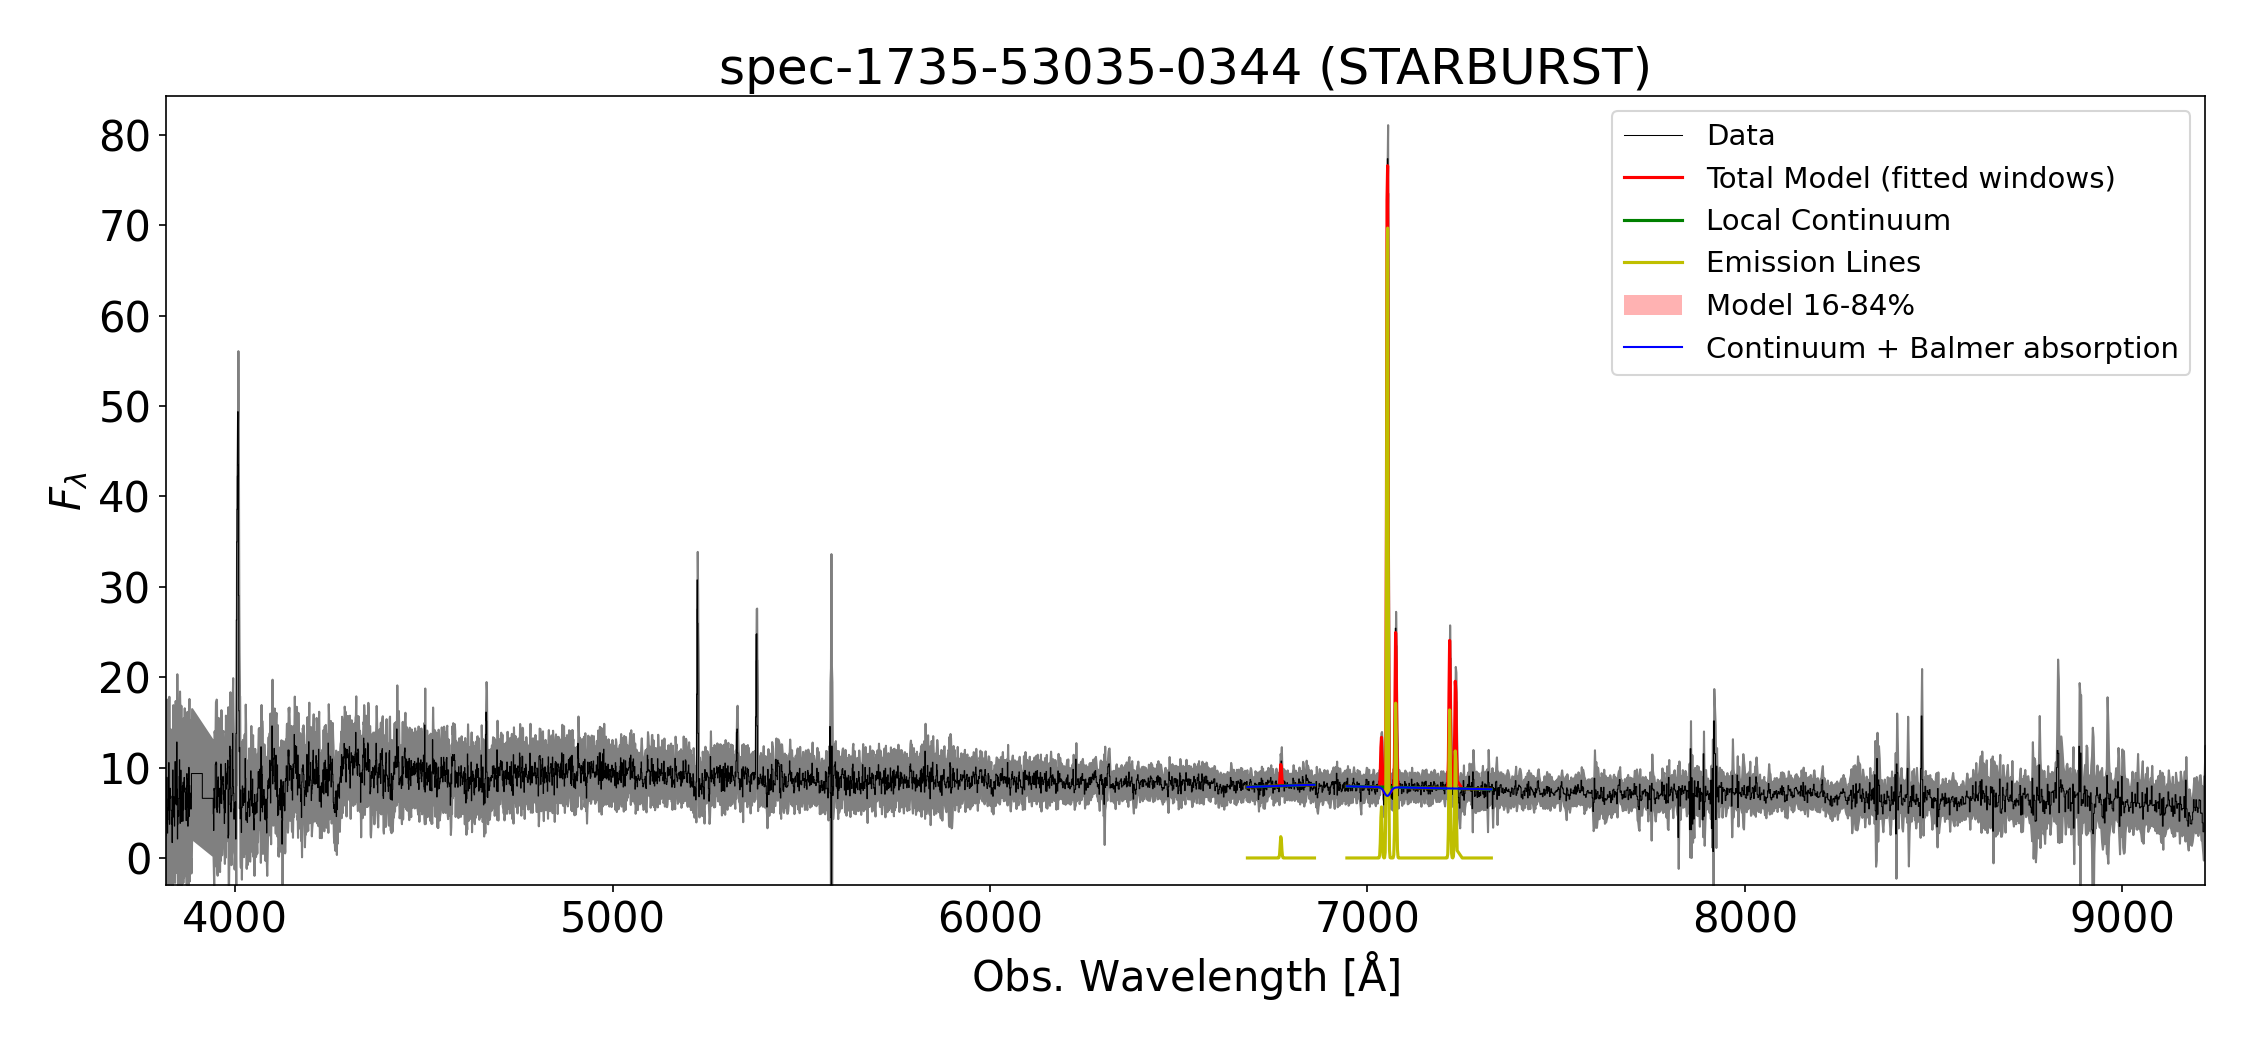 spec-1735-53035-0344 (STARBURST)
80
70
60
50
40
30
20
10
0
F_λ
Data
Total Model (fitted windows)
Local Continuum
Emission Lines
Model 16-84%
Continuum + Balmer absorption
4000 5000 6000 7000 8000 9000
Obs. Wavelength [Å]